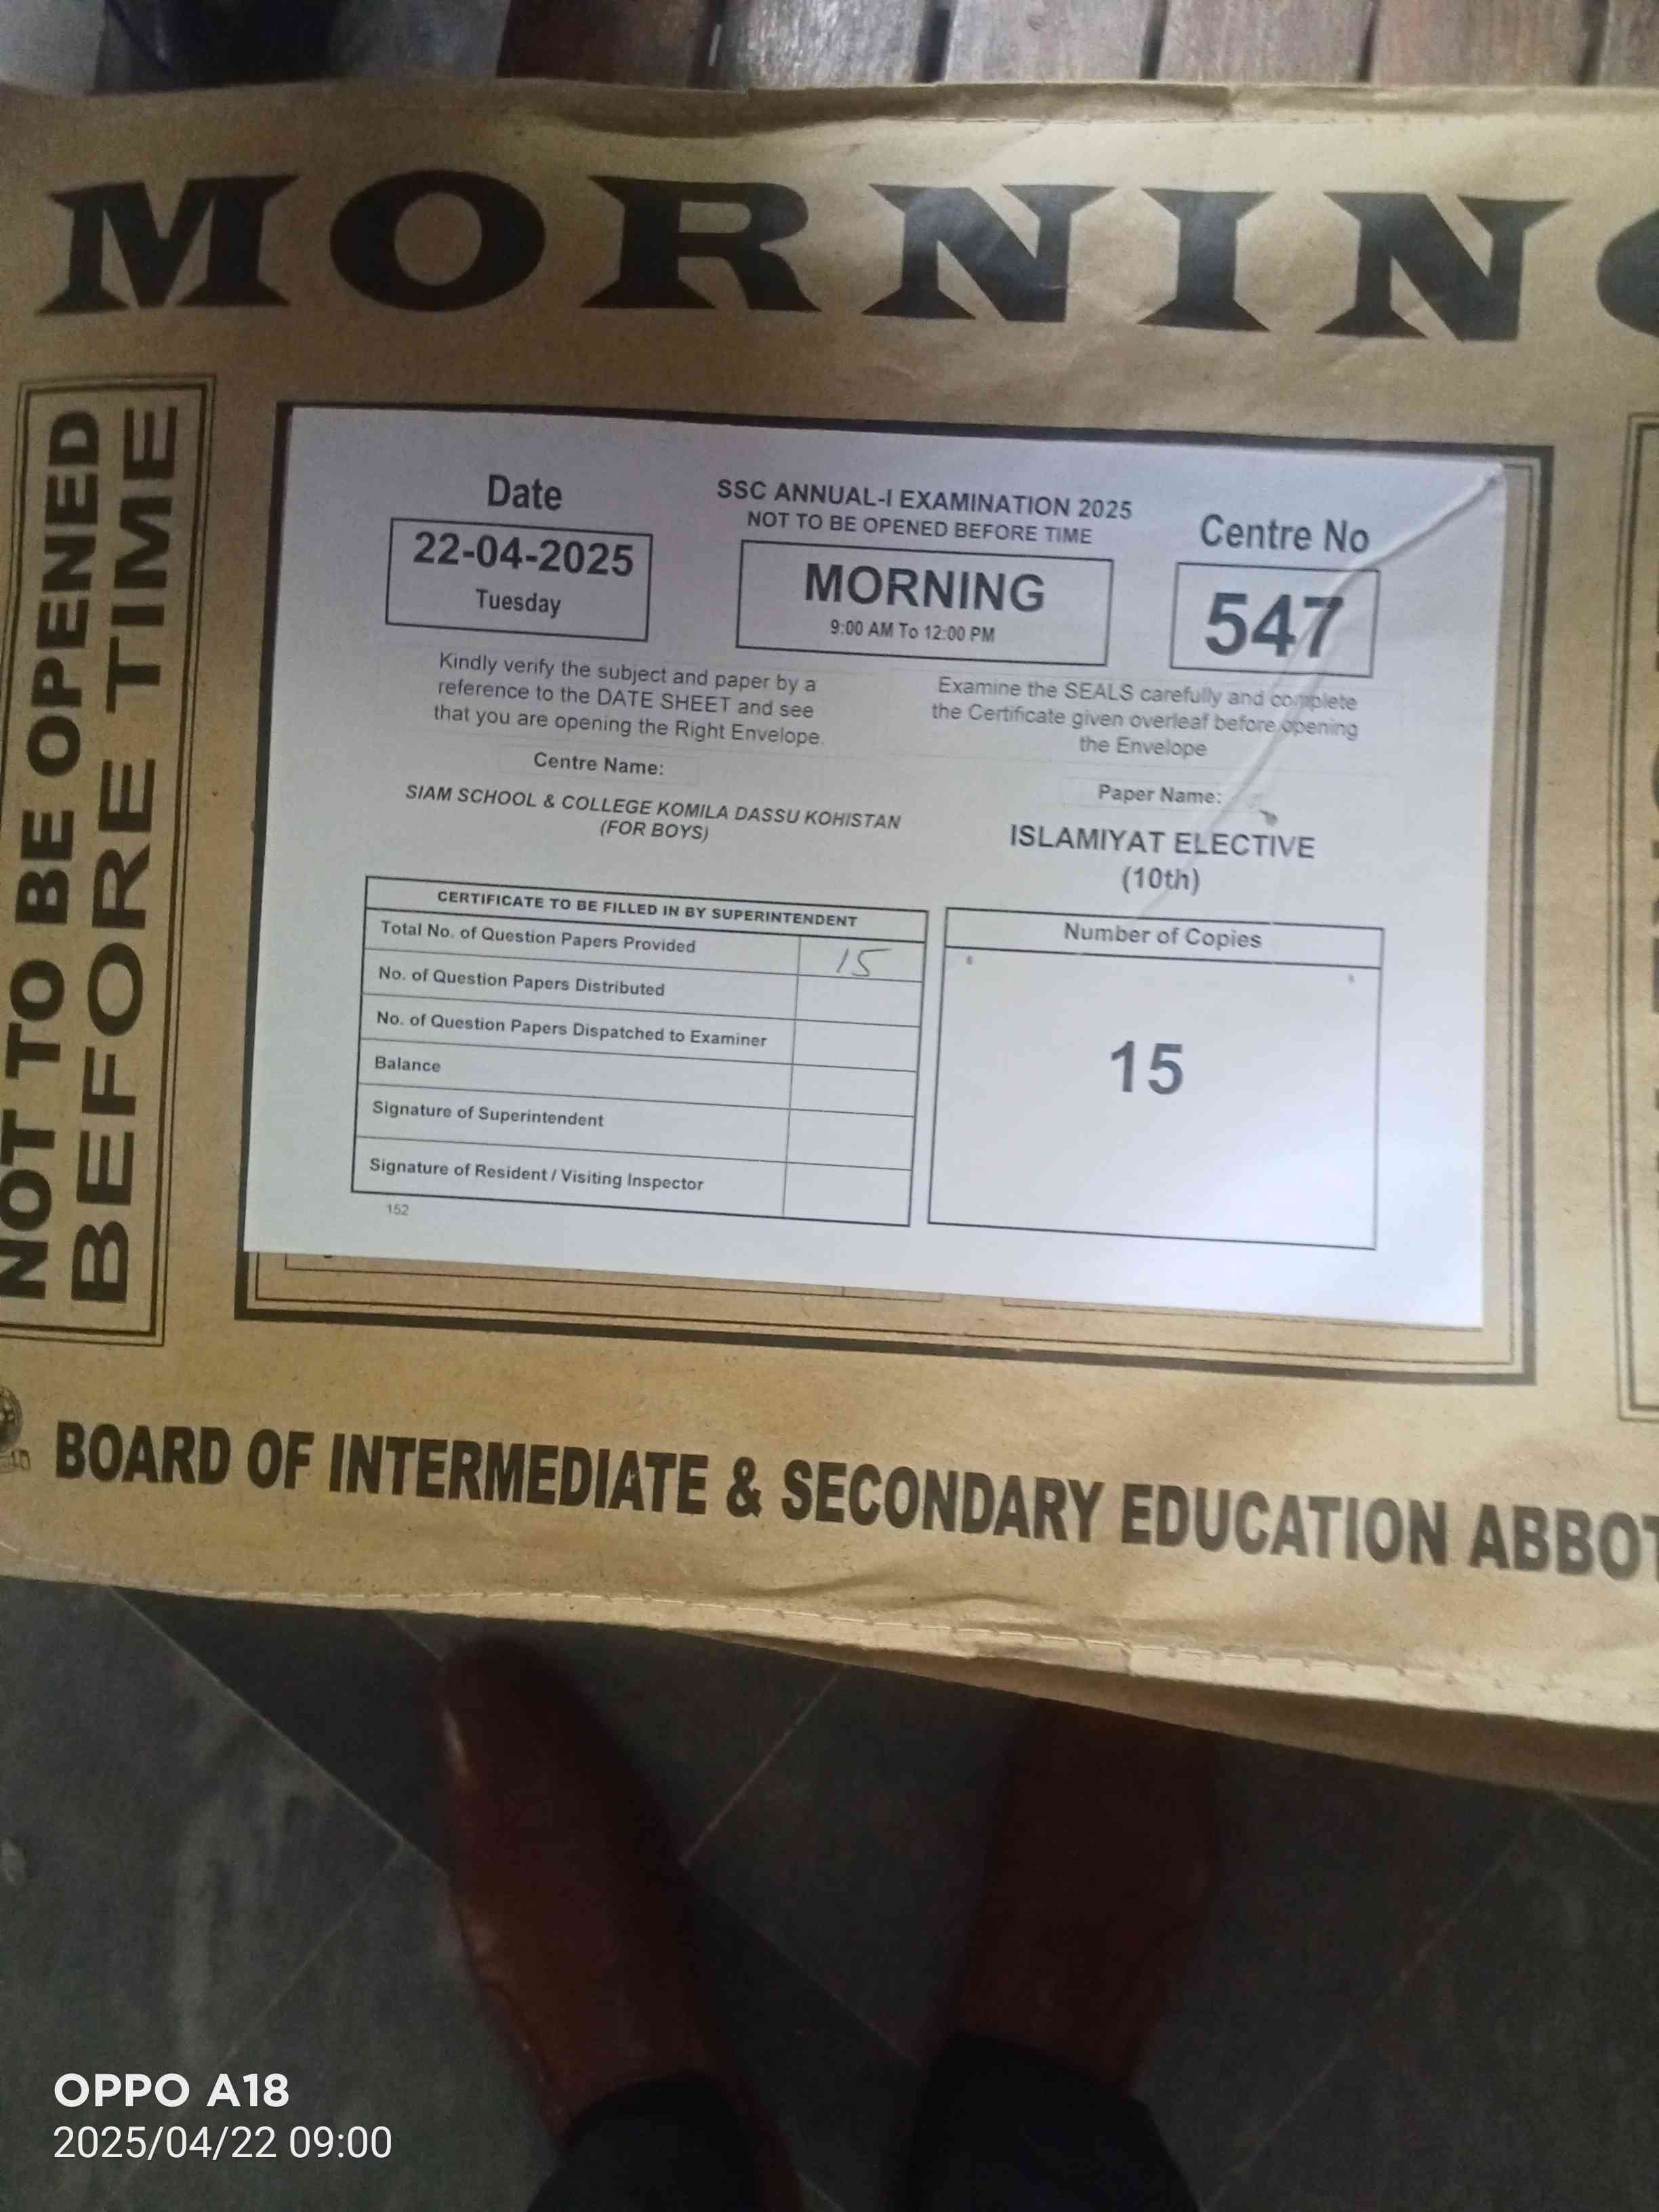 MORNING
NOT TO BE OPENED
BEFORE TIME
Date
22-04-2025
Tuesday
SSC ANNUAL-I EXAMINATION 2025
NOT TO BE OPENED BEFORE TIME
MORNING
9:00 AM To 12:00 PM
Centre No
547
Kindly verify the subject and paper by a
reference to the DATE SHEET and see
that you are opening the Right Envelope.
Examine the SEALS carefully and complete
the Certificate given overleaf before opening
the Envelope
Centre Name:
SIAM SCHOOL & COLLEGE KOMILA DASSU KOHISTAN
(FOR BOYS)
Paper Name:
ISLAMIYAT ELECTIVE
(10th)
CERTIFICATE TO BE FILLED IN BY SUPERINTENDENT
Total No. of Question Papers Provided 15
No. of Question Papers Distributed
No. of Question Papers Dispatched to Examiner
Balance
Signature of Superintendent
Signature of Resident / Visiting Inspector
152
Number of Copies
15
BOARD OF INTERMEDIATE & SECONDARY EDUCATION ABBOT
OPPO A18
2025/04/22 09:00